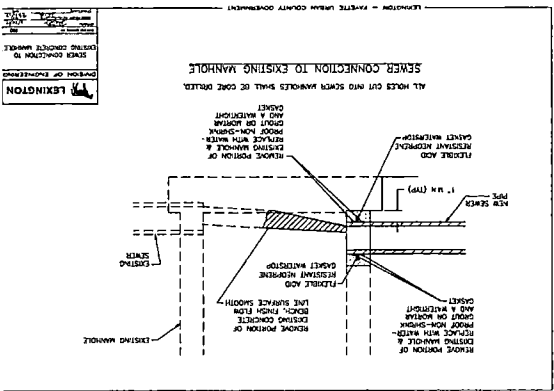 REMOVE PORTION OF
EXISTING MANHOLE &
REPLACE WITH WATER-
PROOF NON-SHRINK
GROUT OR MORTAR
AND A WATERTIGHT
GASKET
REMOVE PORTION OF
EXISTING CONCRETE
BENCH, FINISH FLOW
LINE SURFACE SMOOTH
EXISTING MANHOLE
FLEXIBLE ACID
RESISTANT NEOPRENE
GASKET WATERSTOP
EXISTING
SEWER
NEW SEWER
PIPE
1" MIN (TYP)
FLEXIBLE ACID
RESISTANT NEOPRENE
GASKET WATERSTOP
REMOVE PORTION OF
EXISTING MANHOLE &
REPLACE WITH WATER-
PROOF NON-SHRINK
GROUT OR MORTAR
AND A WATERTIGHT
GASKET
ALL HOLES CUT INTO SEWER MANHOLES SHALL BE CORE DRILLED.
SEWER CONNECTION TO EXISTING MANHOLE
LEXINGTON
DIVISION OF ENGINEERING
SEWER CONNECTION TO
EXISTING CONCRETE MANHOLE
LEXINGTON - FAYETTE URBAN COUNTY GOVERNMENT